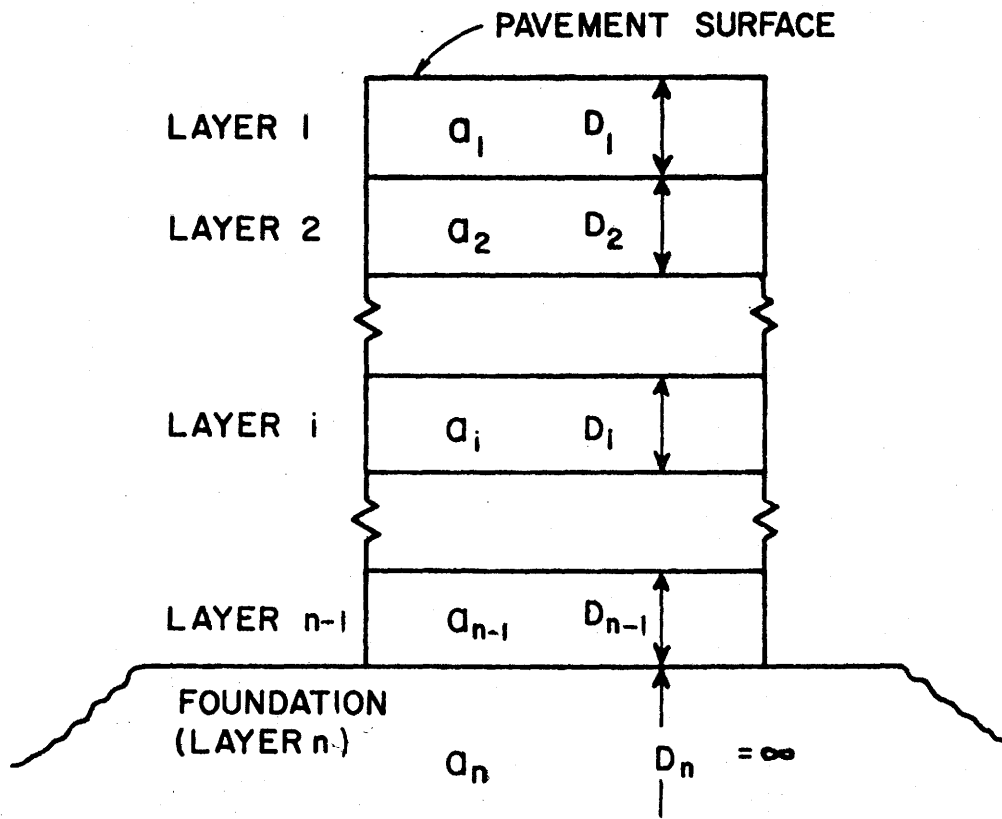 PAVEMENT SURFACE
LAYER 1 a₁ D₁
LAYER 2 a₂ D₂
LAYER i aᵢ Dᵢ
LAYER n-1 aₙ₋₁ Dₙ₋₁
FOUNDATION
(LAYER n)
aₙ Dₙ = ∞